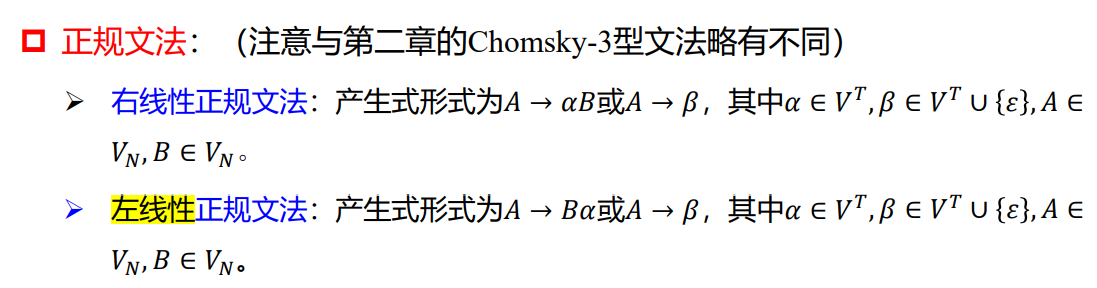 正规文法：（注意与第二章的Chomsky-3型文法略有不同）
➤ 右线性正规文法：产生式形式为A → αB或A → β，其中α ∈ V^T, β ∈ V^T ∪ {ε}, A ∈
V_N, B ∈ V_N。
➤ 左线性正规文法：产生式形式为A → Bα或A → β，其中α ∈ V^T, β ∈ V^T ∪ {ε}, A ∈
V_N, B ∈ V_N。